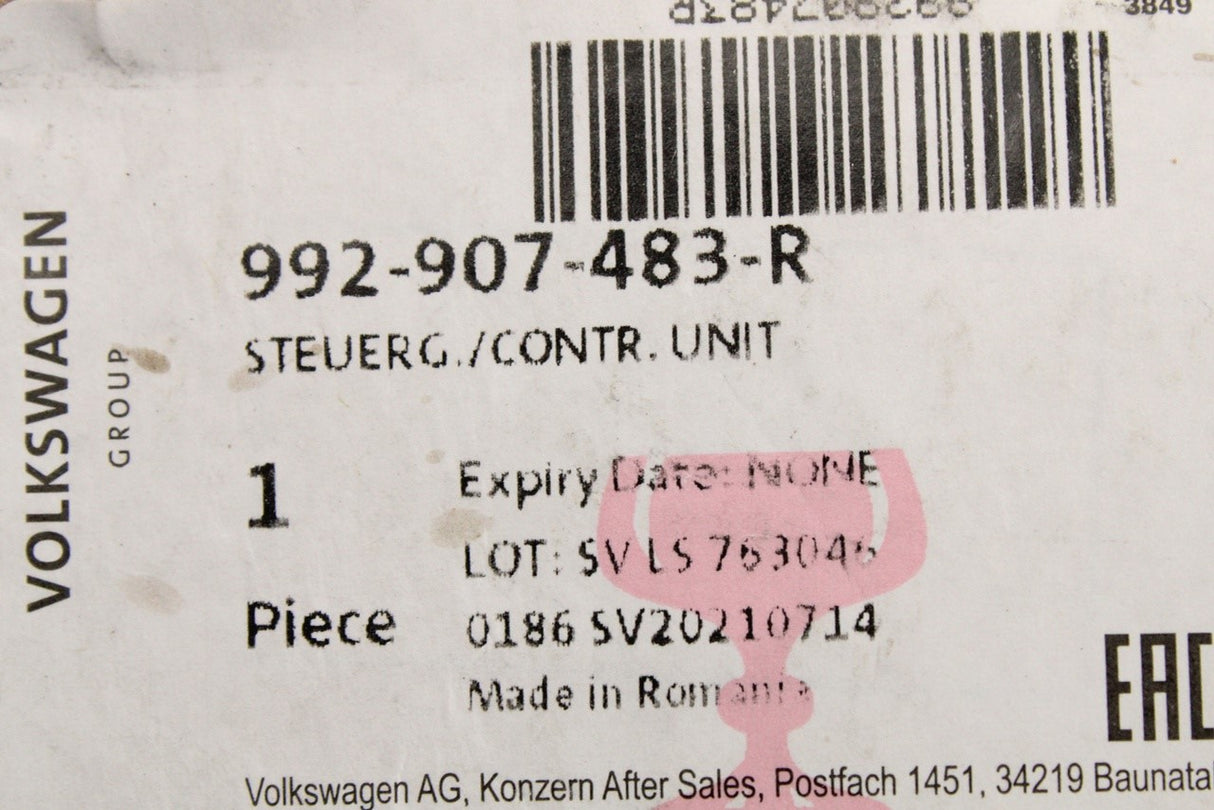 3849
992-907-483-R
STEUERG./CONTR. UNIT
VOLKSWAGEN
GROUP
1
Piece
Expiry Date: NONE
LOT: SV LS 763046
0186 SV20210714
Made in Romania
EAC
Volkswagen AG, Konzern After Sales, Postfach 1451, 34219 Baunatal